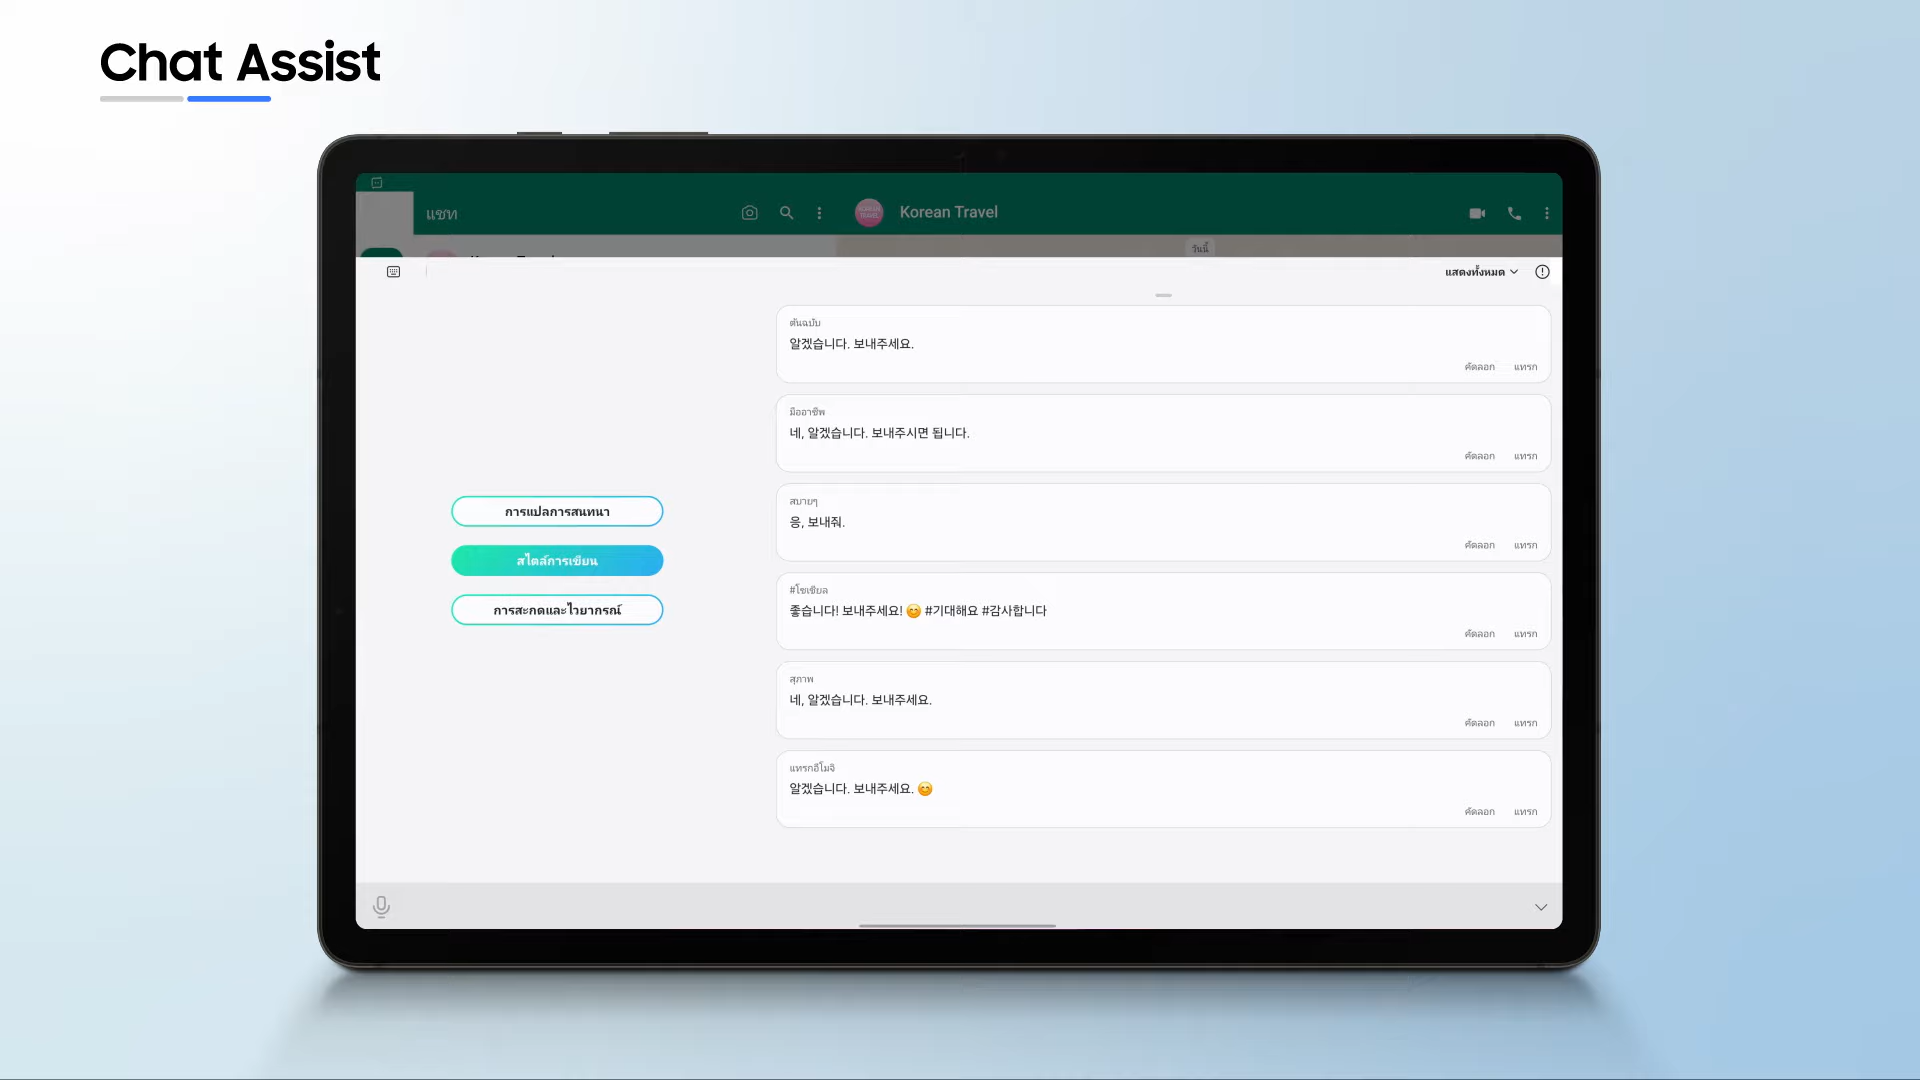 Chat Assist
แชท
Korean Travel
วันนี้
แสดงทั้งหมด
ต้นฉบับ
알겠습니다. 보내주세요.
คัดลอก แทรก
มืออาชีพ
네, 알겠습니다. 보내주시면 됩니다.
คัดลอก แทรก
สบายๆ
응, 보내줘.
คัดลอก แทรก
#โซเชียล
좋습니다! 보내주세요! 😊 #기대해요 #감사합니다
คัดลอก แทรก
สุภาพ
네, 알겠습니다. 보내주세요.
คัดลอก แทรก
แทรกอีโมจิ
알겠습니다. 보내주세요. 😊
คัดลอก แทรก
การแปลการสนทนา
สไตล์การเขียน
การสะกดและไวยากรณ์